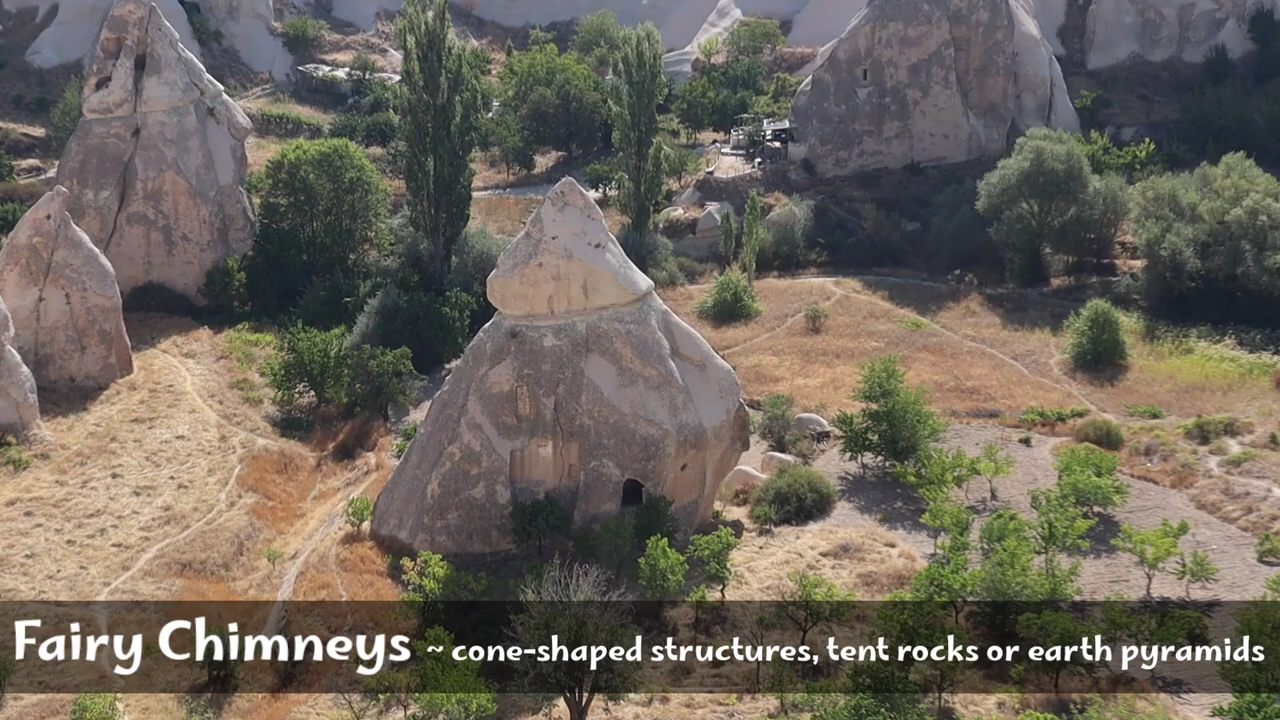 Fairy Chimneys ~ cone-shaped structures, tent rocks or earth pyramids